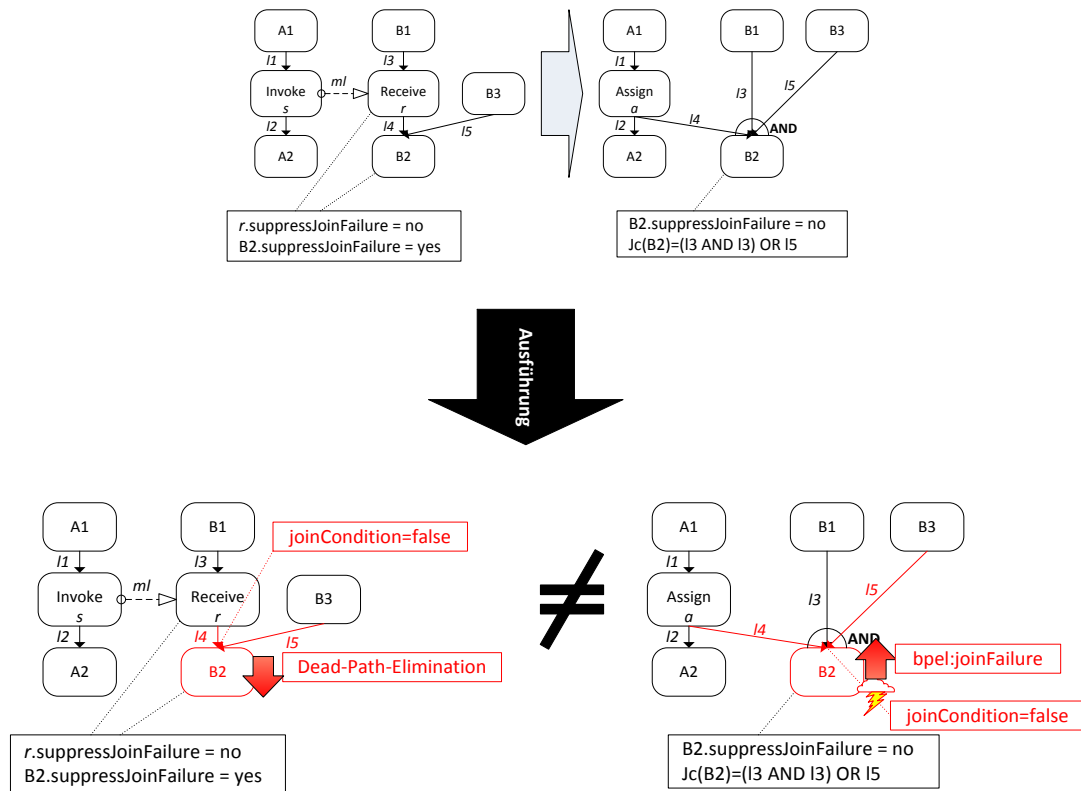 A1
B1
A1
B1
B3
l1
l3
l1
ml
Invoke
s
Receive
r
B3
Assign
a
l3
l5
l2
l4
l5
l2
l4
AND
A2
B2
A2
B2
r.suppressJoinFailure = no
B2.suppressJoinFailure = yes
B2.suppressJoinFailure = no
Jc(B2)=(l3 AND l3) OR l5
Ausführung
A1
B1
A1
B1
B3
joinCondition=false
l1
l3
l1
ml
Invoke
s
Receive
r
B3
Assign
a
l3
l5
l2
l4
l5
l2
l4
AND
A2
B2
Dead-Path-Elimination
A2
B2
bpel:joinFailure
joinCondition=false
r.suppressJoinFailure = no
B2.suppressJoinFailure = yes
B2.suppressJoinFailure = no
Jc(B2)=(l3 AND l3) OR l5